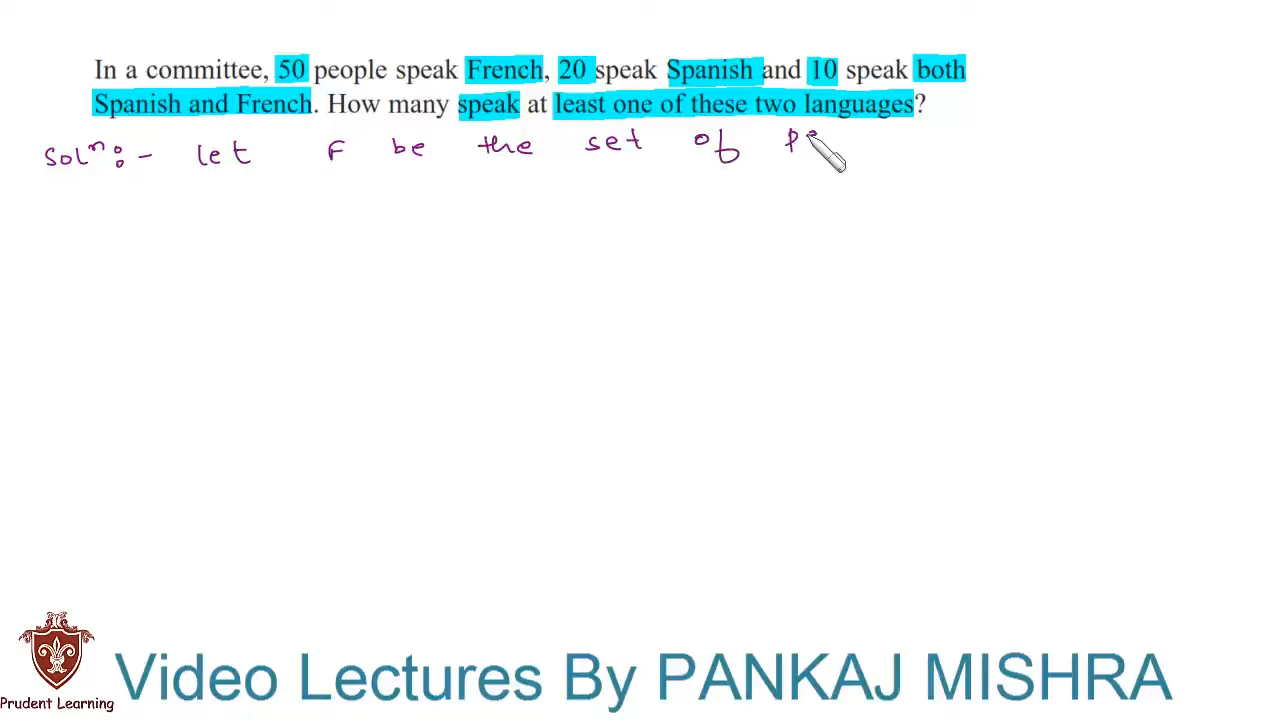 In a committee, 50 people speak French, 20 speak Spanish and 10 speak both
Spanish and French. How many speak at least one of these two languages?
Solⁿ:- let F be the set of
Prudent Learning
Video Lectures By PANKAJ MISHRA